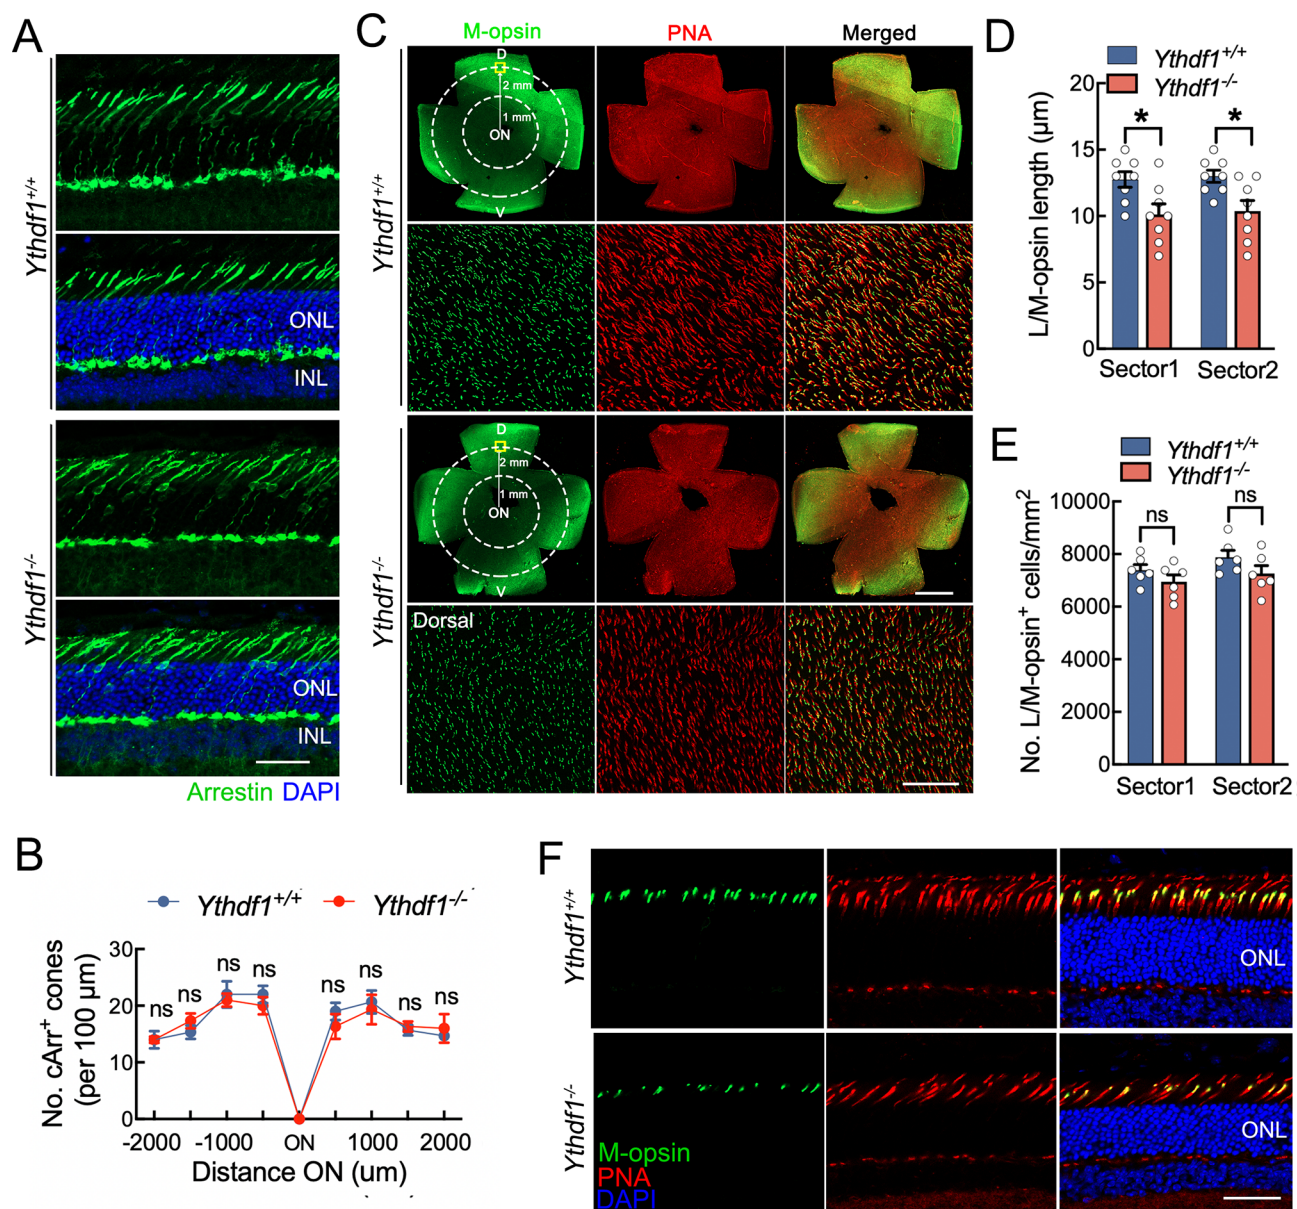 A
Ythdf1+/+
ONL
INL
Ythdf1-/-
ONL
INL
Arrestin DAPI
C
M-opsin PNA Merged
Ythdf1+/+
D
2 mm
1 mm
ON
V
Ythdf1-/-
D
2 mm
1 mm
ON
V
Dorsal
D
Ythdf1+/+
Ythdf1-/-
L/M-opsin length (μm)
20
15
10
5
0
* *
Sector1 Sector2
E
Ythdf1+/+
Ythdf1-/-
No. L/M-opsin+ cells/mm2
10000
8000
6000
4000
2000
0
ns ns
Sector1 Sector2
B
Ythdf1+/+ Ythdf1-/-
No. cArr+ cones
(per 100 μm)
30
20
10
0
ns ns ns ns ns ns ns ns
-2000 -1000 ON 1000 2000
Distance ON (um)
F
Ythdf1+/+
ONL
Ythdf1-/-
ONL
M-opsin
PNA
DAPI